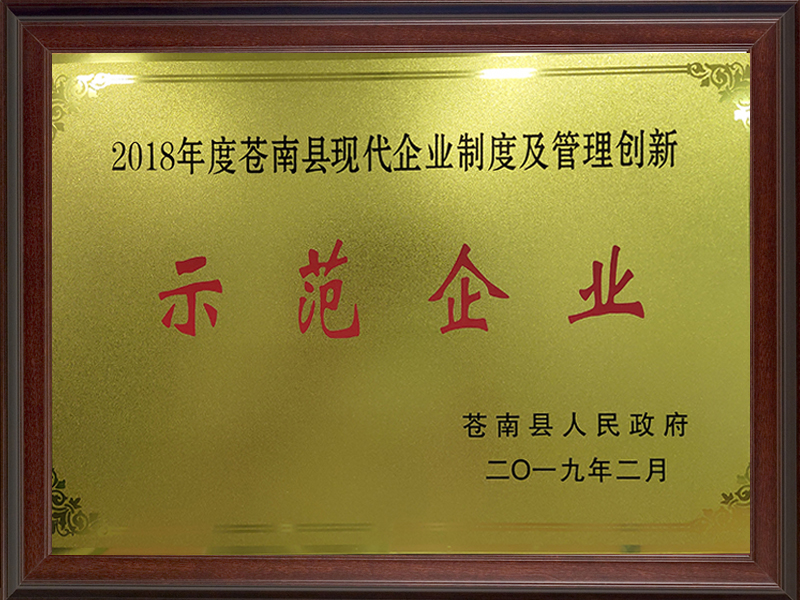 2018年度苍南县现代企业制度及管理创新
示范企业
苍南县人民政府
二〇一九年二月